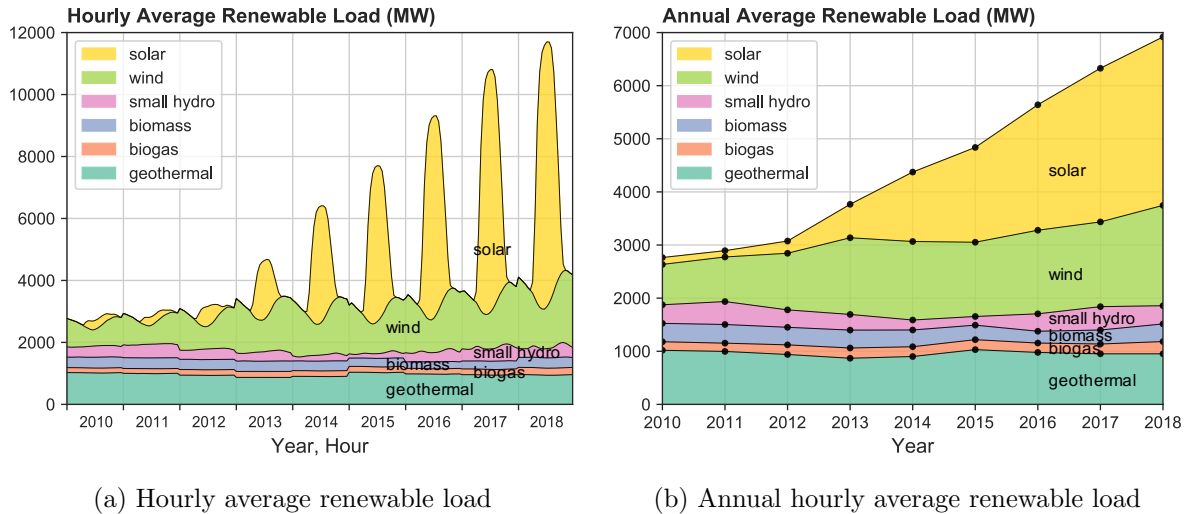 Hourly Average Renewable Load (MW)
12000
10000
8000
6000
4000
2000
0
solar
wind
small hydro
biomass
biogas
geothermal
solar
wind
small hydro
biomass
biogas
geothermal
2010 2011 2012 2013 2014 2015 2016 2017 2018
Year, Hour
(a) Hourly average renewable load
Annual Average Renewable Load (MW)
7000
6000
5000
4000
3000
2000
1000
0
solar
wind
small hydro
biomass
biogas
geothermal
solar
wind
small hydro
biomass
biogas
geothermal
2010 2011 2012 2013 2014 2015 2016 2017 2018
Year
(b) Annual hourly average renewable load